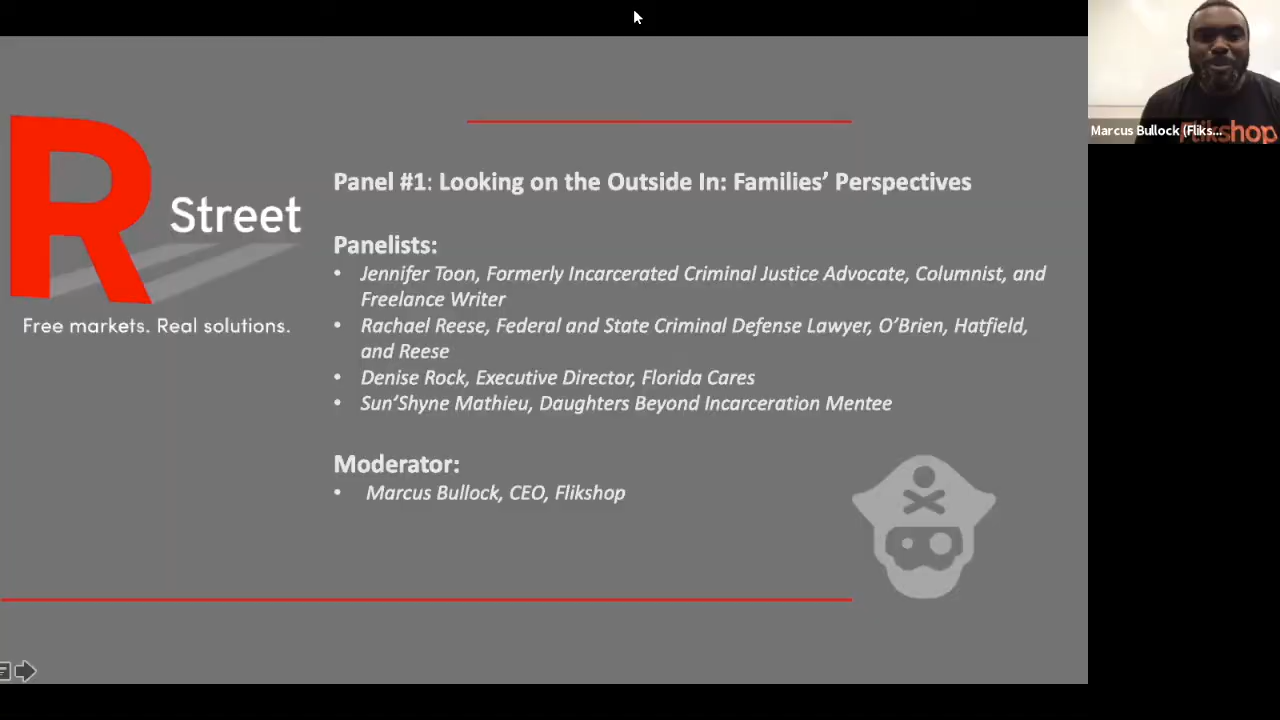 R
Street
Free markets. Real solutions.
Panel #1: Looking on the Outside In: Families’ Perspectives
Panelists:
• Jennifer Toon, Formerly Incarcerated Criminal Justice Advocate, Columnist, and
Freelance Writer
• Rachael Reese, Federal and State Criminal Defense Lawyer, O’Brien, Hatfield,
and Reese
• Denise Rock, Executive Director, Florida Cares
• Sun’Shyne Mathieu, Daughters Beyond Incarceration Mentee
Moderator:
• Marcus Bullock, CEO, Flikshop
Marcus Bullock (Fliks...
Flikshop